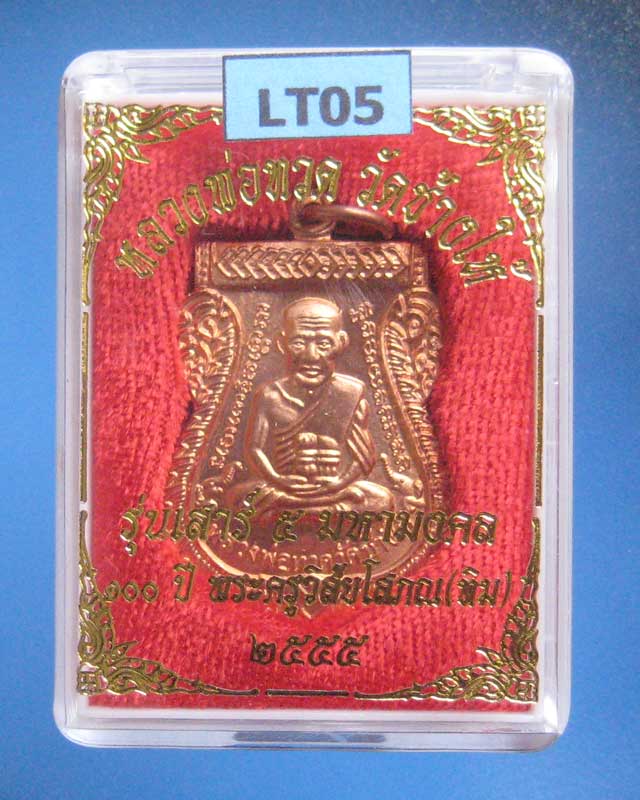 LT05
หลวงพ่อทวด วัดช้างให้
รุ่นเสาร์ ๕ มหามงคล
๑๐๐ ปี พระครูวิสัยโสภณ(ทิม)
๒๕๕๕